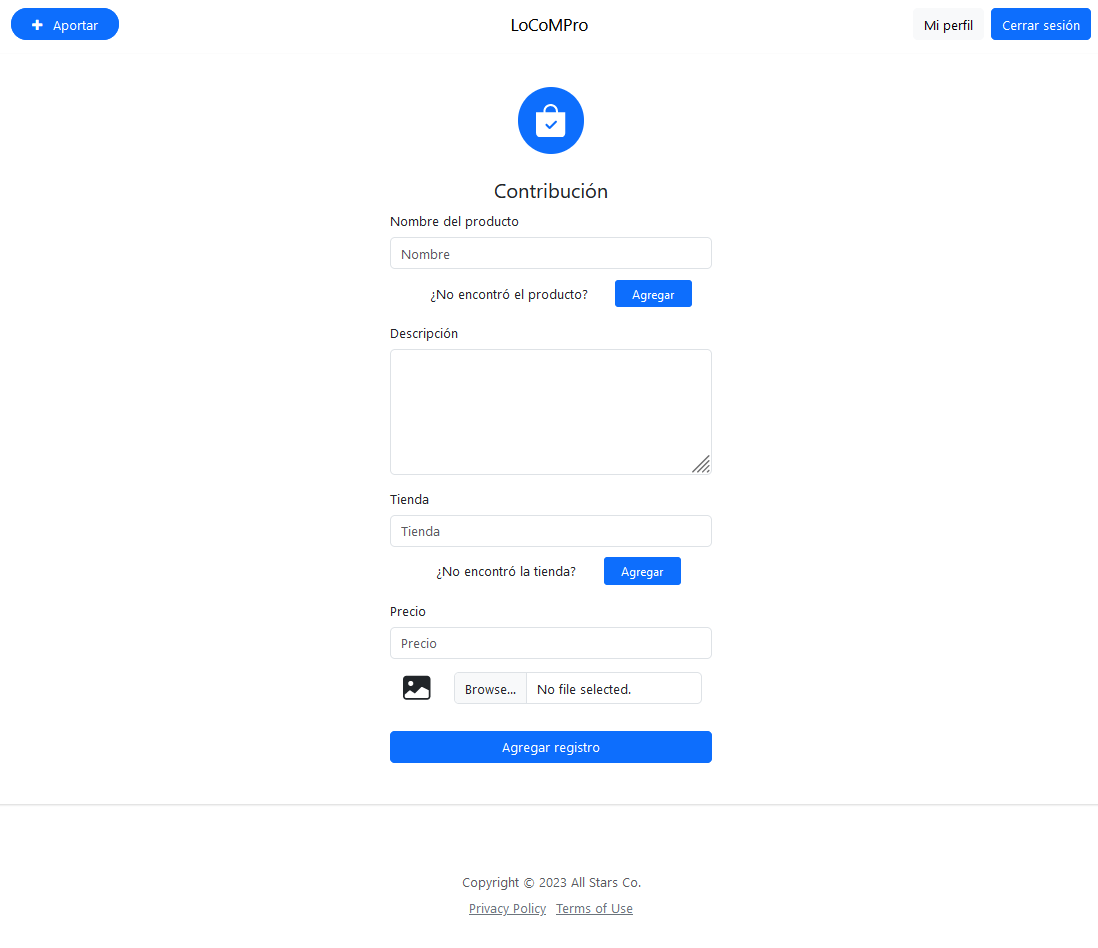 Aportar
LoCoMPro
Mi perfil
Cerrar sesión
Contribución
Nombre del producto
Nombre
¿No encontró el producto? Agregar
Descripción
Tienda
Tienda
¿No encontró la tienda? Agregar
Precio
Precio
Browse... No file selected.
Agregar registro
Copyright © 2023 All Stars Co.
Privacy Policy Terms of Use